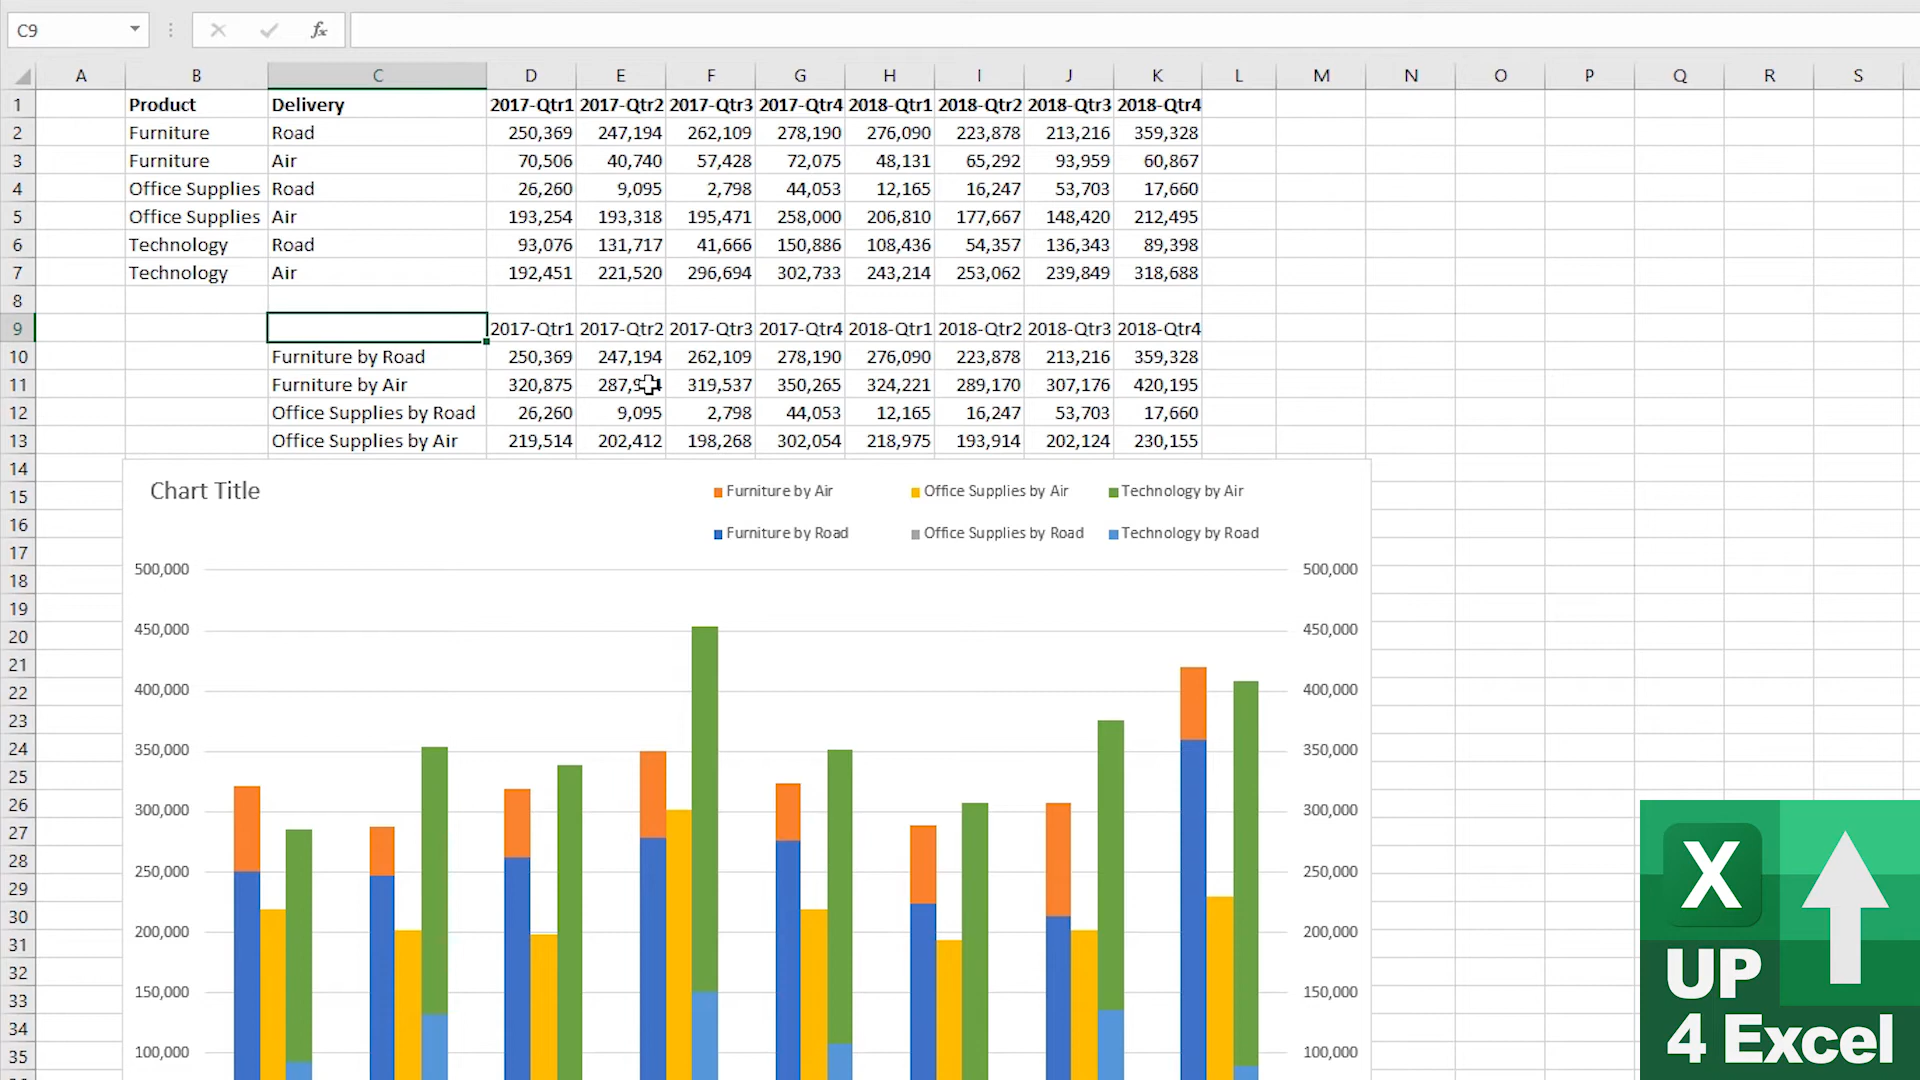 C9 fx
A B C D E F G H I J K L M N O P Q R S
1 Product Delivery 2017-Qtr1 2017-Qtr2 2017-Qtr3 2017-Qtr4 2018-Qtr1 2018-Qtr2 2018-Qtr3 2018-Qtr4
2 Furniture Road 250,369 247,194 262,109 278,190 276,090 223,878 213,216 359,328
3 Furniture Air 70,506 40,740 57,428 72,075 48,131 65,292 93,959 60,867
4 Office Supplies Road 26,260 9,095 2,798 44,053 12,165 16,247 53,703 17,660
5 Office Supplies Air 193,254 193,318 195,471 258,000 206,810 177,667 148,420 212,495
6 Technology Road 93,076 131,717 41,666 150,886 108,436 54,357 136,343 89,398
7 Technology Air 192,451 221,520 296,694 302,733 243,214 253,062 239,849 318,688
8
9 2017-Qtr1 2017-Qtr2 2017-Qtr3 2017-Qtr4 2018-Qtr1 2018-Qtr2 2018-Qtr3 2018-Qtr4
10 Furniture by Road 250,369 247,194 262,109 278,190 276,090 223,878 213,216 359,328
11 Furniture by Air 320,875 319,537 350,265 324,221 289,170 307,176 420,195
12 Office Supplies by Road 26,260 9,095 2,798 44,053 12,165 16,247 53,703 17,660
13 Office Supplies by Air 219,514 202,412 198,268 302,054 218,975 193,914 202,124 230,155
14
15 Chart Title Furniture by Air Office Supplies by Air Technology by Air
16 Furniture by Road Office Supplies by Road Technology by Road
17
18 500,000 500,000
19
20 450,000 450,000
21
22 400,000 400,000
23
24 350,000 350,000
25
26 300,000 300,000
27
28
29 250,000 250,000
30
31 200,000 200,000
32
33 150,000 150,000
34
35 100,000 100,000
X
UP
4 Excel